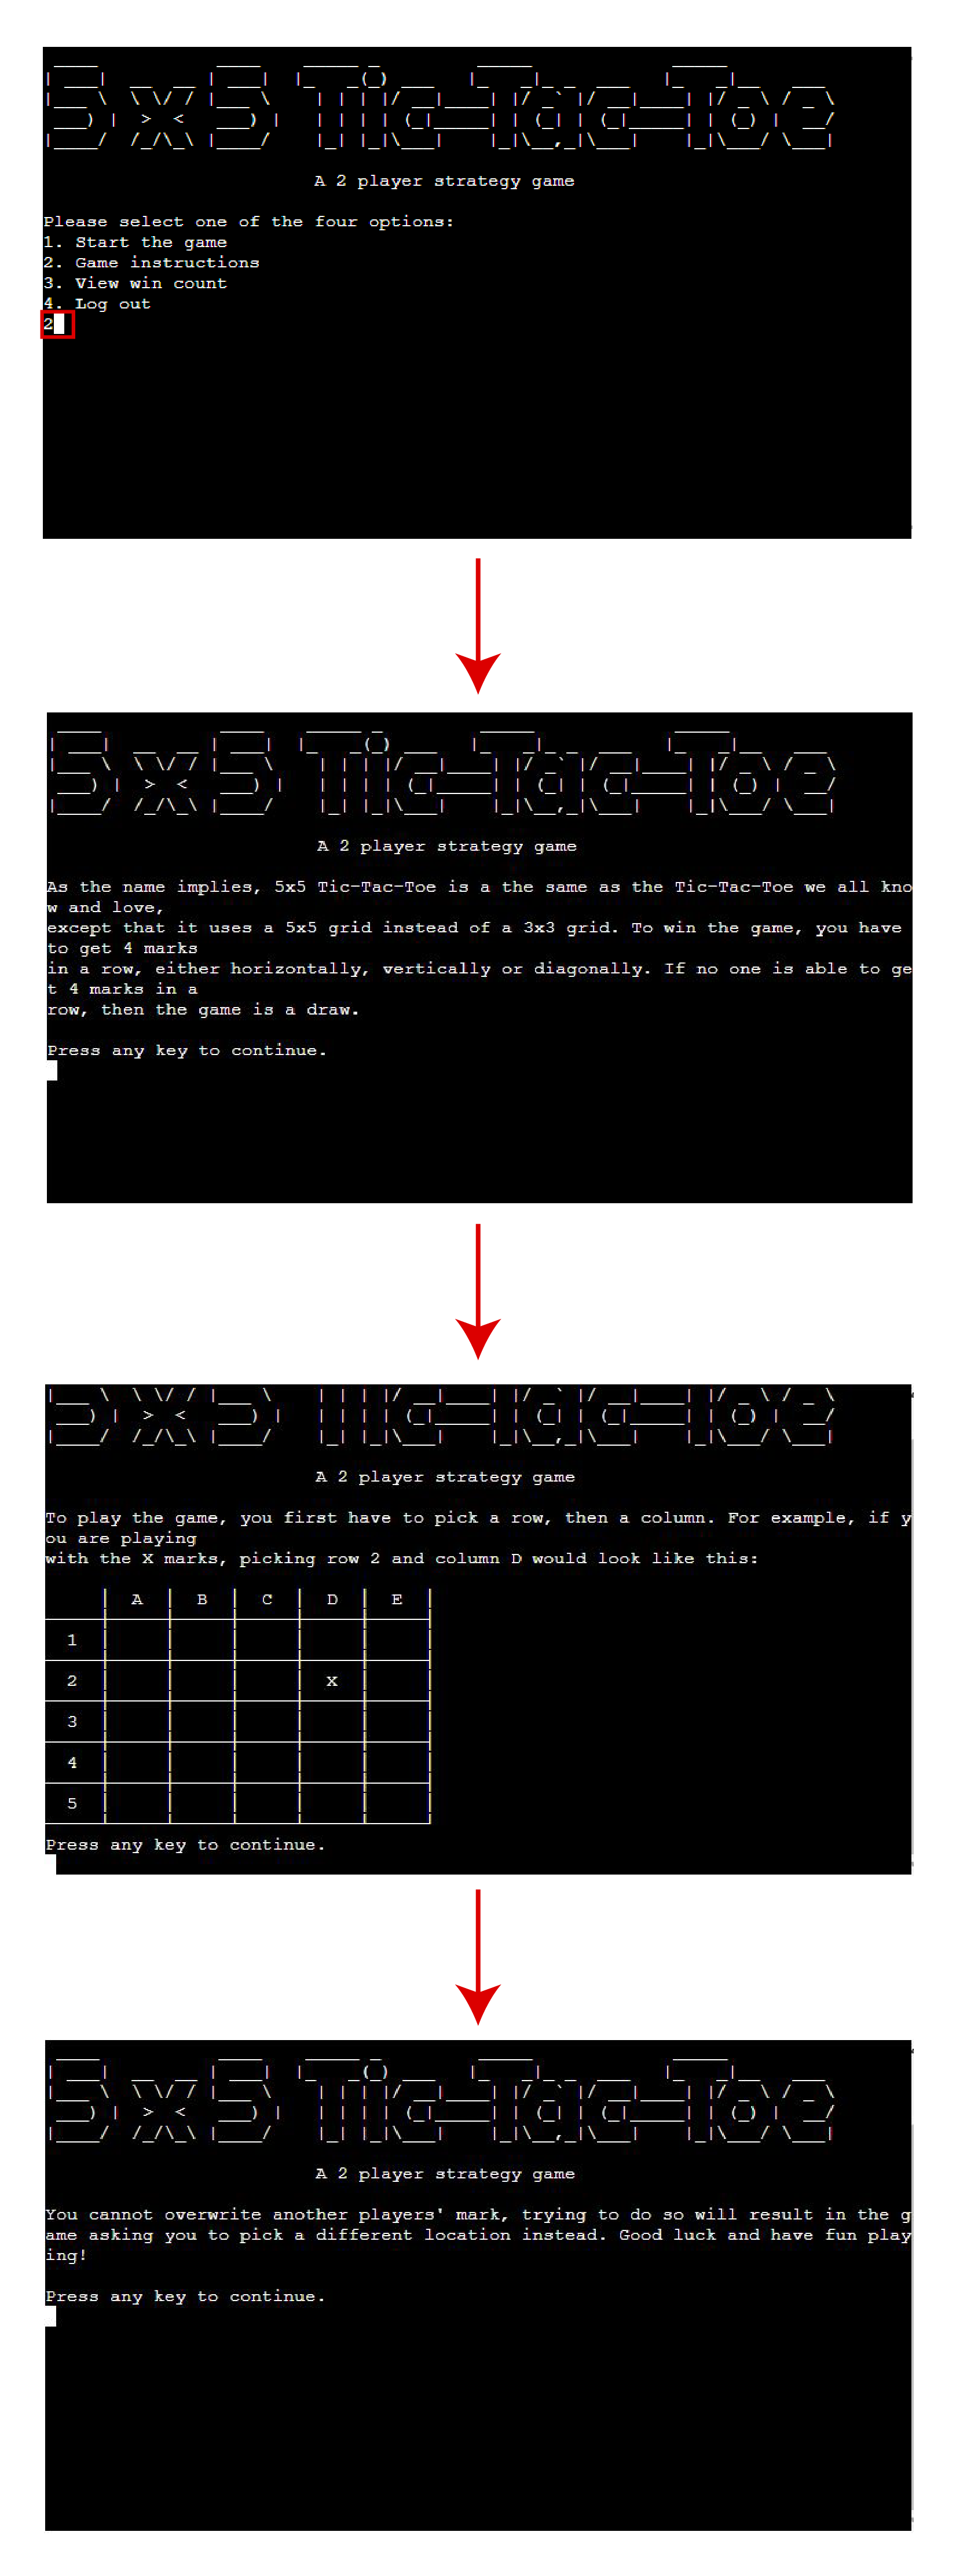 5x5 Tic-Tac-Toe
A 2 player strategy game
Please select one of the four options:
1. Start the game
2. Game instructions
3. View win count
4. Log out
2
5x5 Tic-Tac-Toe
A 2 player strategy game
As the name implies, 5x5 Tic-Tac-Toe is a the same as the Tic-Tac-Toe we all kno
w and love,
except that it uses a 5x5 grid instead of a 3x3 grid. To win the game, you have
to get 4 marks
in a row, either horizontally, vertically or diagonally. If no one is able to ge
t 4 marks in a
row, then the game is a draw.
Press any key to continue.
5x5 Tic-Tac-Toe
A 2 player strategy game
To play the game, you first have to pick a row, then a column. For example, if y
ou are playing
with the X marks, picking row 2 and column D would look like this:
A B C D E
1
2 X
3
4
5
Press any key to continue.
5x5 Tic-Tac-Toe
A 2 player strategy game
You cannot overwrite another players' mark, trying to do so will result in the g
ame asking you to pick a different location instead. Good luck and have fun play
ing!
Press any key to continue.